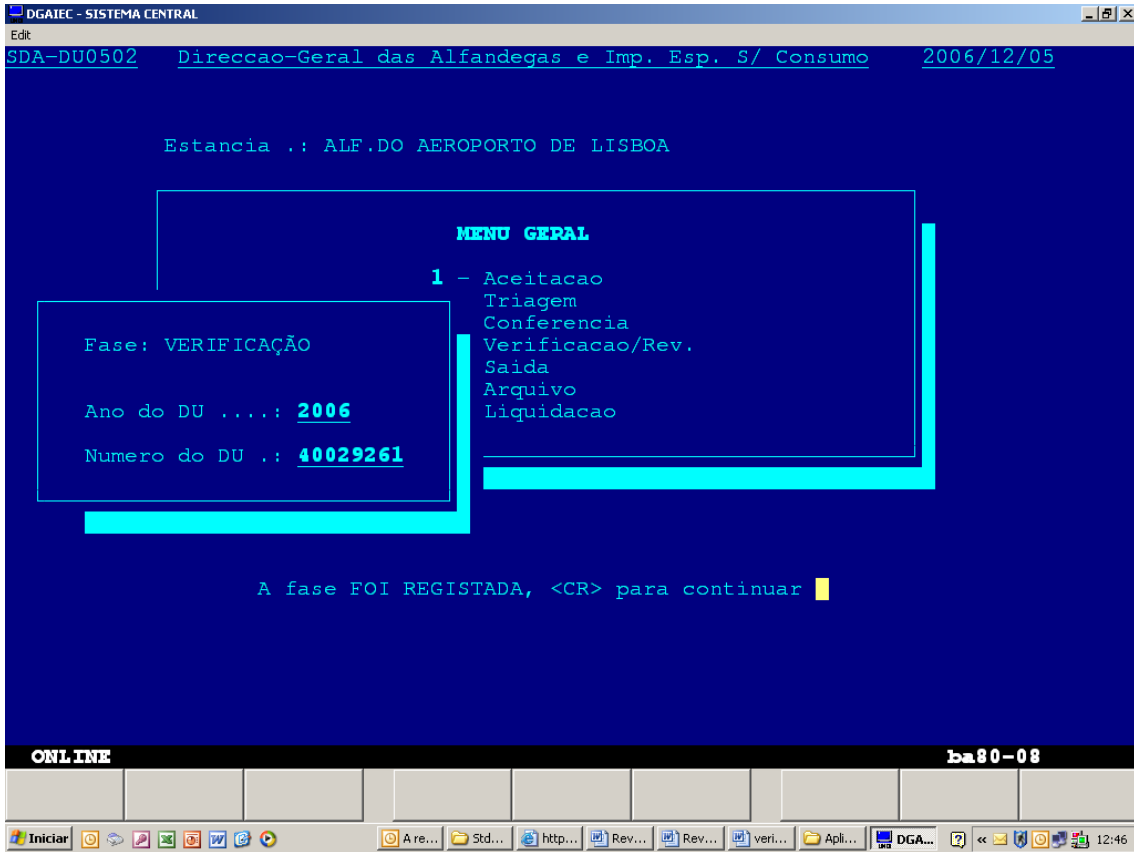 DGAIEC - SISTEMA CENTRAL
Edit
SDA-DU0502 Direccao-Geral das Alfandegas e Imp. Esp. S/ Consumo 2006/12/05
Estancia .: ALF.DO AEROPORTO DE LISBOA
MENU GERAL
1 - Aceitacao
Triagem
Conferencia
Verificacao/Rev.
Saida
Arquivo
Liquidacao
Fase: VERIFICAÇÃO
Ano do DU ....: 2006
Numero do DU .: 40029261
A fase FOI REGISTADA, <CR> para continuar
ONLINE ba80-08
Iniciar A re... Std... http... Rev... Rev... veri... Apli... DGA... 12:46